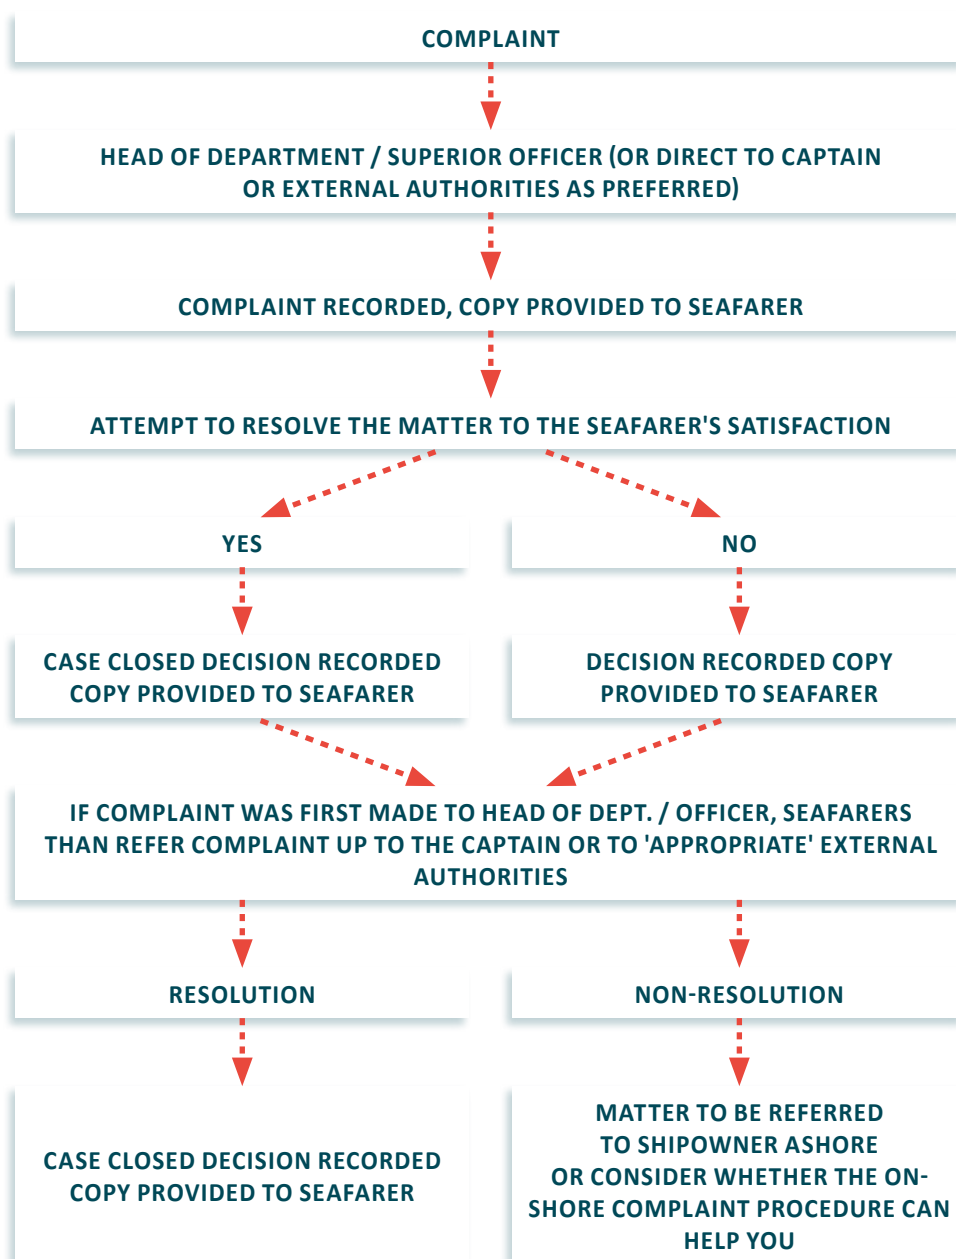 COMPLAINT
HEAD OF DEPARTMENT / SUPERIOR OFFICER (OR DIRECT TO CAPTAIN
OR EXTERNAL AUTHORITIES AS PREFERRED)
COMPLAINT RECORDED, COPY PROVIDED TO SEAFARER
ATTEMPT TO RESOLVE THE MATTER TO THE SEAFARER'S SATISFACTION
YES
NO
CASE CLOSED DECISION RECORDED
COPY PROVIDED TO SEAFARER
DECISION RECORDED COPY
PROVIDED TO SEAFARER
IF COMPLAINT WAS FIRST MADE TO HEAD OF DEPT. / OFFICER, SEAFARERS
THAN REFER COMPLAINT UP TO THE CAPTAIN OR TO 'APPROPRIATE' EXTERNAL
AUTHORITIES
RESOLUTION
NON-RESOLUTION
CASE CLOSED DECISION RECORDED
COPY PROVIDED TO SEAFARER
MATTER TO BE REFERRED
TO SHIPOWNER ASHORE
OR CONSIDER WHETHER THE ON-
SHORE COMPLAINT PROCEDURE CAN
HELP YOU